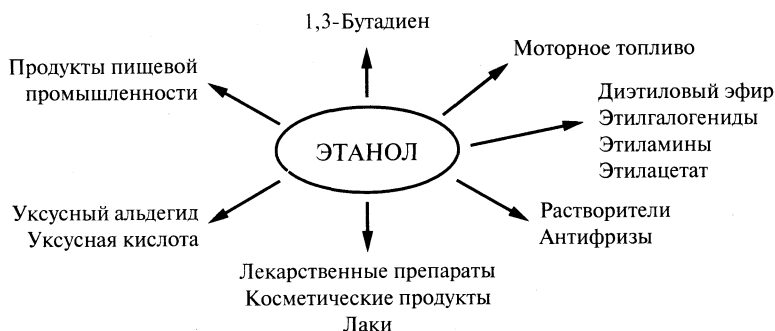 1,3-Бутадиен
Моторное топливо
Продукты пищевой
промышленности
Диэтиловый эфир
Этилгалогениды
Этиламины
Этилацетат
ЭТАНОЛ
Уксусный альдегид
Уксусная кислота
Растворители
Антифризы
Лекарственные препараты
Косметические продукты
Лаки